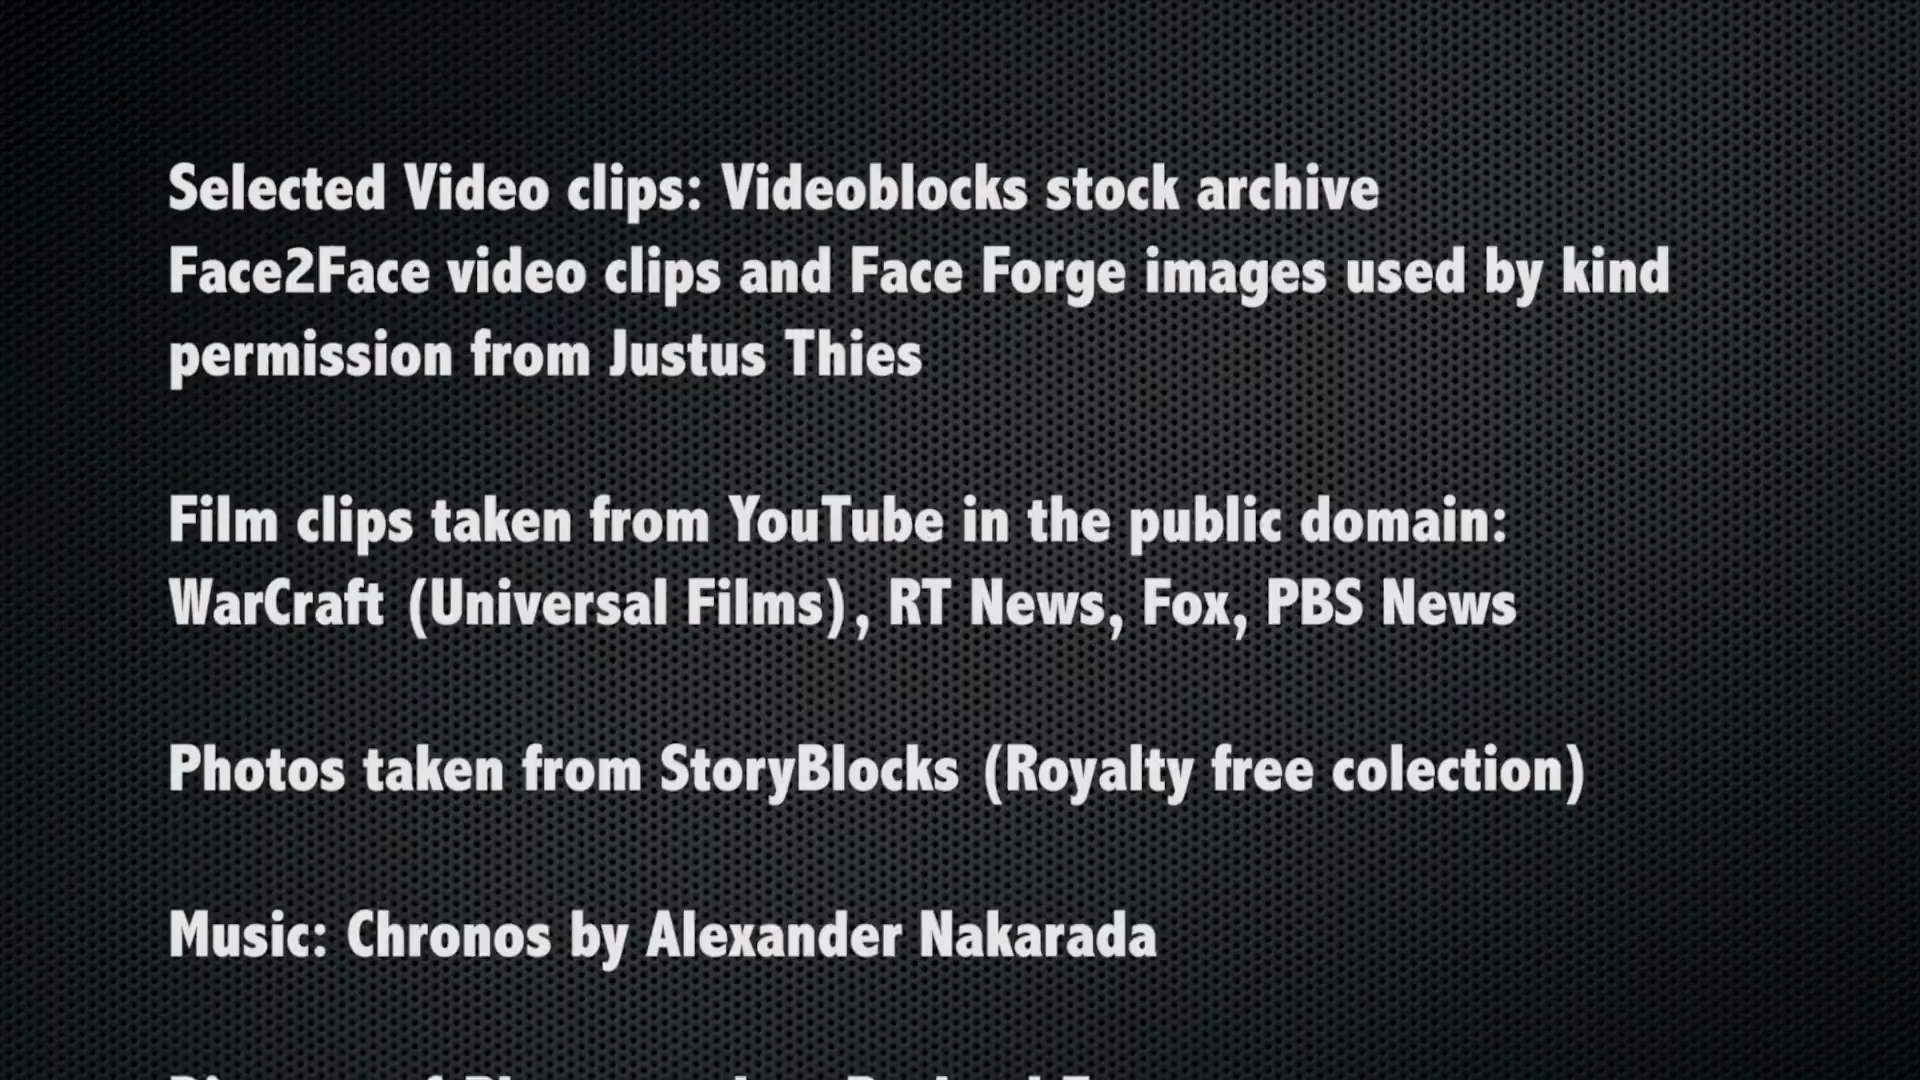 Selected Video clips: Videoblocks stock archive
Face2Face video clips and Face Forge images used by kind
permission from Justus Thies
Film clips taken from YouTube in the public domain:
WarCraft (Universal Films), RT News, Fox, PBS News
Photos taken from StoryBlocks (Royalty free colection)
Music: Chronos by Alexander Nakarada